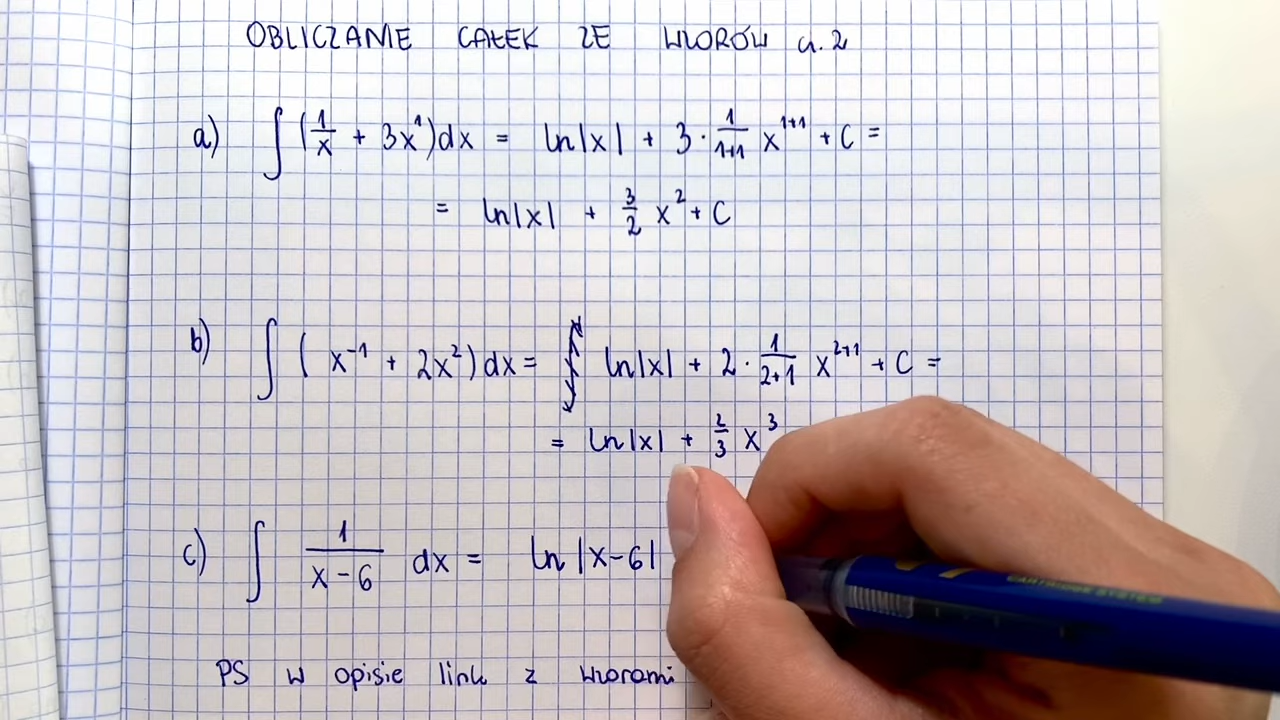 OBLICZANIE CAŁEK ZE WZORÓW cz. 2
a) ∫ (1/x + 3x¹)dx = ln|x| + 3 · 1/(1+1) x¹⁺¹ + C =
= ln|x| + 3/2 x² + C
b) ∫ ( x⁻¹ + 2x²) dx = ln|x| + 2 · 1/(2+1) x²⁺¹ + C =
= ln|x| + 2/3 x³
c) ∫ 1/(x-6) dx = ln |x-6|
PS w opisie link z wzorami